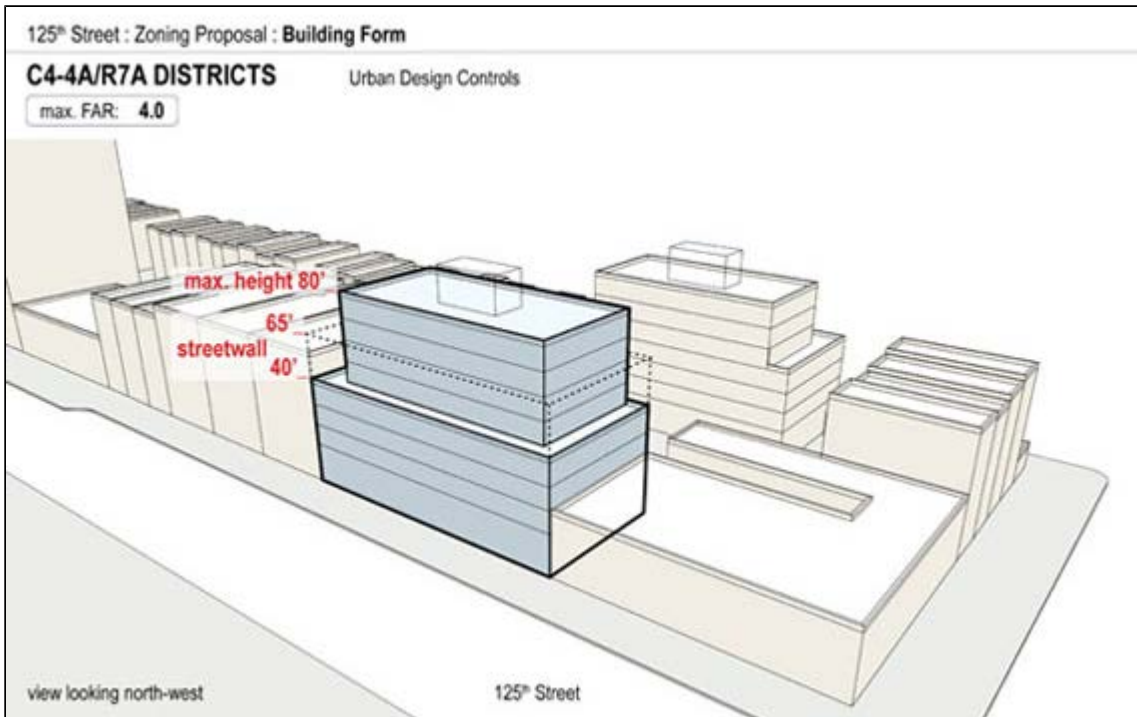 125th Street : Zoning Proposal : Building Form
C4-4A/R7A DISTRICTS Urban Design Controls
max. FAR: 4.0
max. height 80'
65'
streetwall
40'
view looking north-west 125th Street